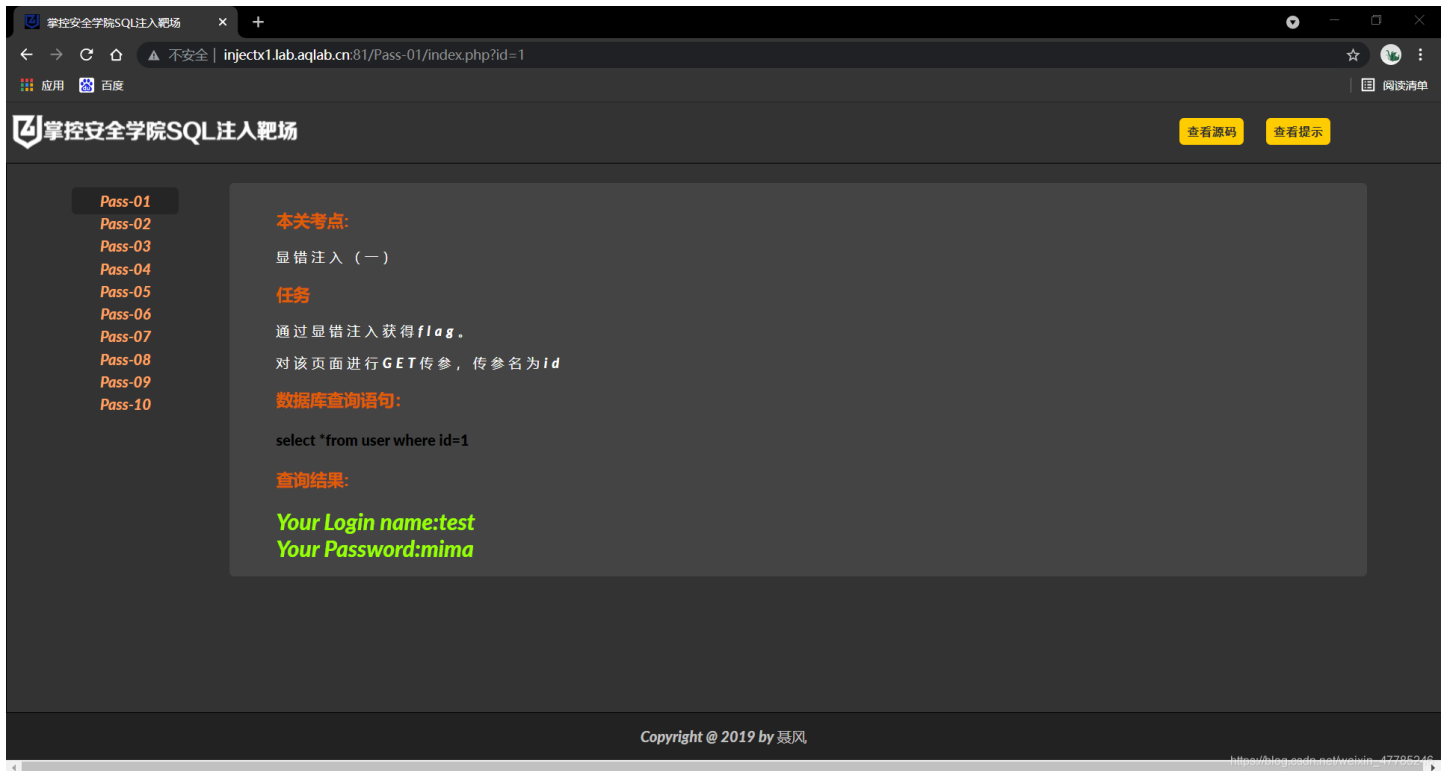 掌控安全学院SQL注入靶场
不安全 | injectx1.lab.aqlab.cn:81/Pass-01/index.php?id=1
应用 百度 阅读清单
掌控安全学院SQL注入靶场 查看源码 查看提示
Pass-01
Pass-02
Pass-03
Pass-04
Pass-05
Pass-06
Pass-07
Pass-08
Pass-09
Pass-10
本关考点:
显错注入（一）
任务
通过显错注入获得flag。
对该页面进行GET传参，传参名为id
数据库查询语句:
select *from user where id=1
查询结果:
Your Login name:test
Your Password:mima
Copyright @ 2019 by 聂风
https://blog.csdn.net/weixin_47785246